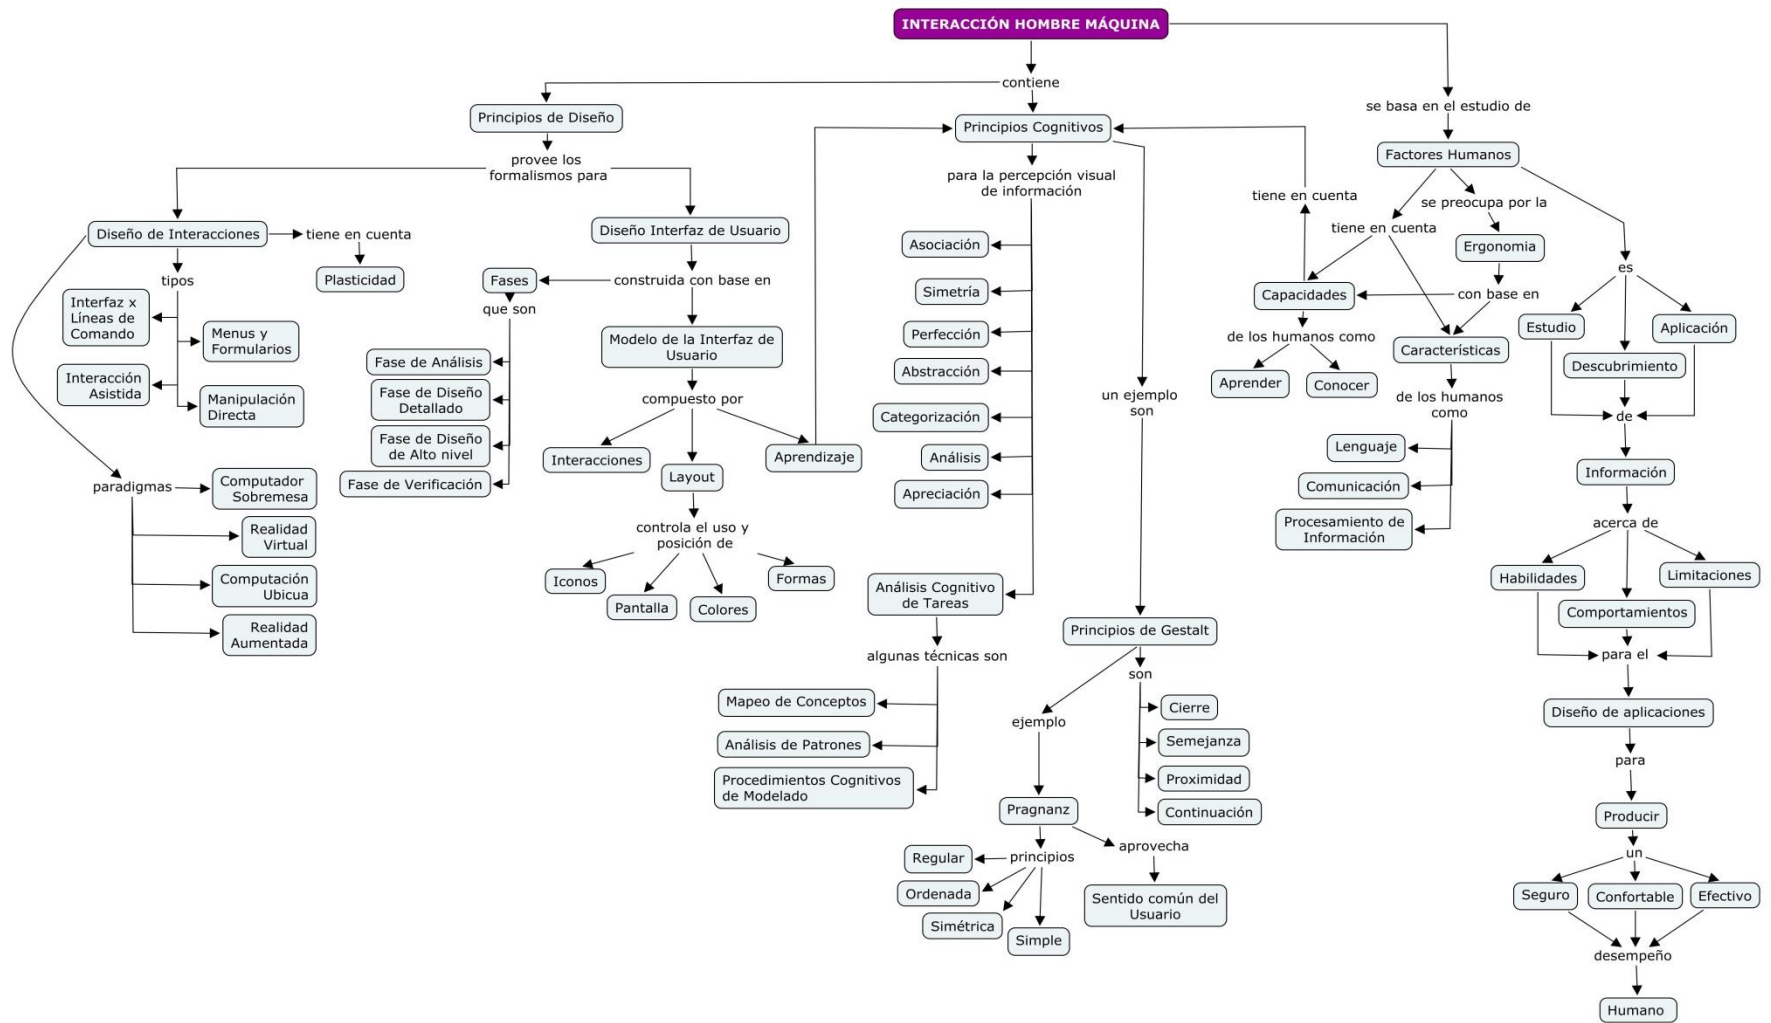 INTERACCIÓN HOMBRE MÁQUINA
contiene
se basa en el estudio de
Principios de Diseño
Principios Cognitivos
Factores Humanos
provee los
formalismos para
Diseño de Interacciones
tiene en cuenta
Plasticidad
tipos
Interfaz x
Líneas de
Comando
Menus y
Formularios
Interacción
Asistida
Manipulación
Directa
paradigmas
Computador
Sobremesa
Realidad
Virtual
Computación
Ubicua
Realidad
Aumentada
Diseño Interfaz de Usuario
construida con base en
Fases
que son
Fase de Análisis
Fase de Diseño
Detallado
Fase de Diseño
de Alto nivel
Fase de Verificación
Modelo de la Interfaz de
Usuario
compuesto por
Interacciones
Layout
Aprendizaje
controla el uso y
posición de
Iconos
Pantalla
Colores
Formas
para la percepción visual
de información
Asociación
Simetría
Perfección
Abstracción
Categorización
Análisis
Apreciación
Análisis Cognitivo
de Tareas
algunas técnicas son
Mapeo de Conceptos
Análisis de Patrones
Procedimientos Cognitivos
de Modelado
un ejemplo
son
Principios de Gestalt
son
Cierre
Semejanza
Proximidad
Continuación
ejemplo
Pragnanz
principios
Regular
Ordenada
Simétrica
Simple
aprovecha
Sentido común del
Usuario
tiene en cuenta
tiene en cuenta
se preocupa por la
Ergonomia
con base en
Capacidades
de los humanos como
Aprender
Conocer
Características
de los humanos
como
Lenguaje
Comunicación
Procesamiento de
Información
es
Estudio
Aplicación
Descubrimiento
de
Información
acerca de
Habilidades
Limitaciones
Comportamientos
para el
Diseño de aplicaciones
para
Producir
un
Seguro
Confortable
Efectivo
desempeño
Humano